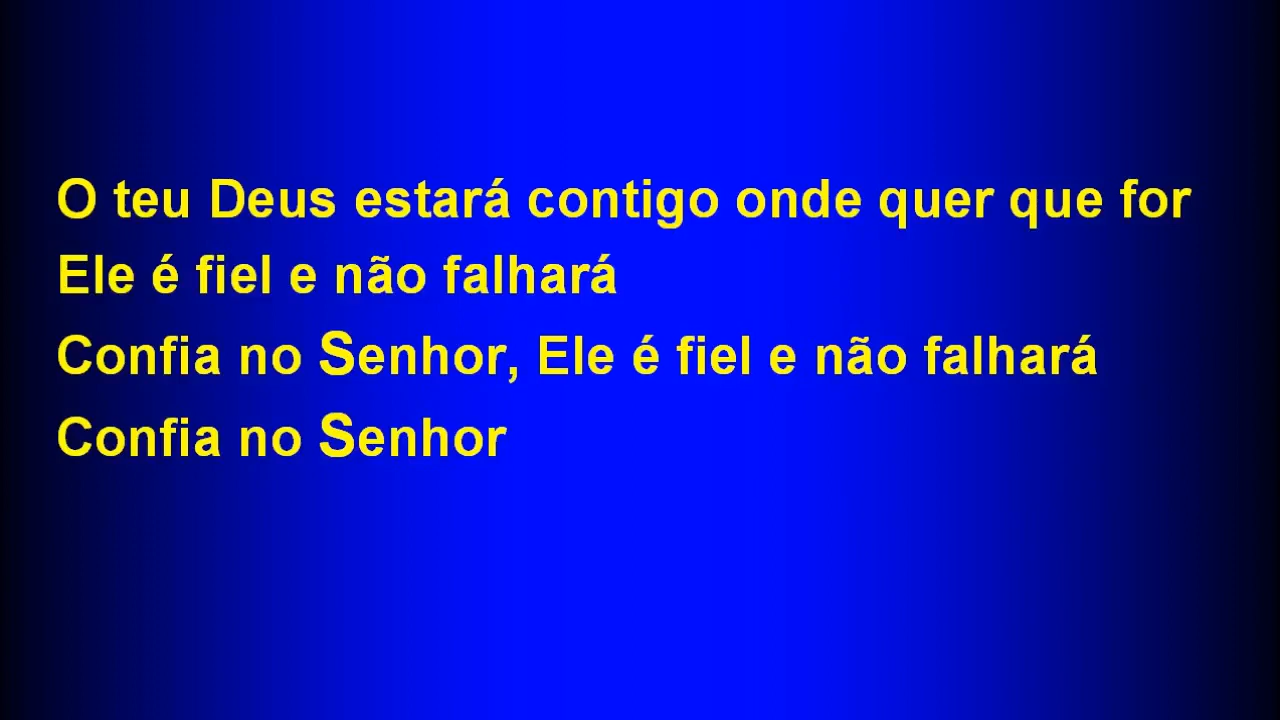 O teu Deus estará contigo onde quer que for
Ele é fiel e não falhará
Confia no Senhor, Ele é fiel e não falhará
Confia no Senhor